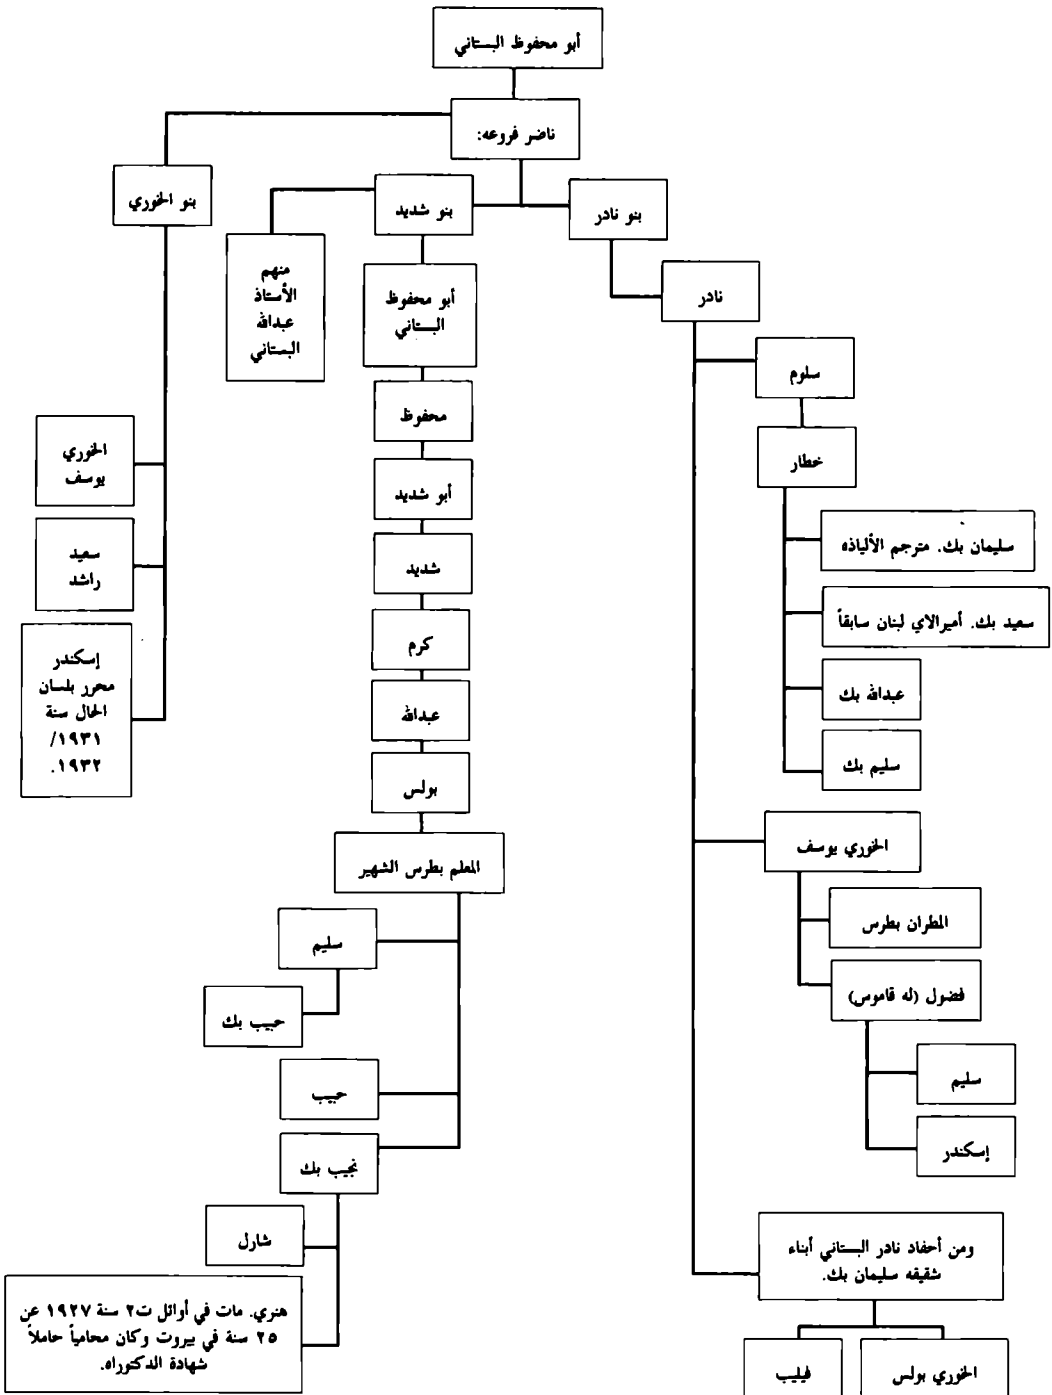 أبو محفوظ البستاني
ناضر فروعه:
بنو نادر
نادر
سلوم
خطار
سليمان بك. مترجم الألياذه
سعيد بك. أميرالاي لبنان سابقاً
عبدالله بك
سليم بك
الخوري يوسف
المطران بطرس
فضول (له قاموس)
سليم
إسكندر
ومن أحفاد نادر البستاني أبناء
شقيقه سليمان بك.
الخوري بولس
فيليب
بنو شديد
منهم
الأستاذ
عبدالله
البستاني
أبو محفوظ
البستاني
محفوظ
أبو شديد
شديد
كرم
عبدالله
بولس
المعلم بطرس الشهير
سليم
حبيب بك
حبيب
نجيب بك
شارل
هنري. مات في أوائل ت٢ سنة ١٩٢٧ عن
٢٥ سنة في بيروت وكان محامياً حاملاً
شهادة الدكتوراه.
بنو الخوري
الخوري
يوسف
سعيد
راشد
إسكندر
محرر بلسان
الحال سنة
١٩٣١/
١٩٣٢.